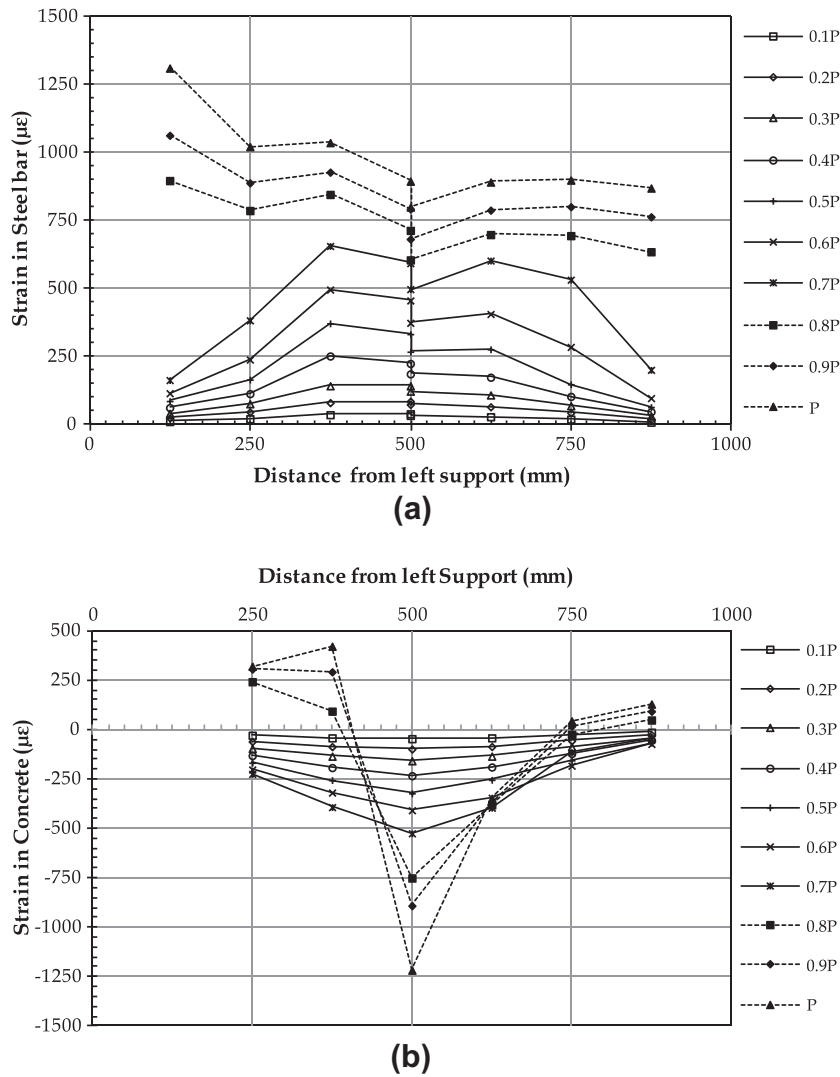 1500
1250
1000
750
500
250
0
Strain in Steel bar (με)
0 250 500 750 1000
Distance from left support (mm)
0.1P
0.2P
0.3P
0.4P
0.5P
0.6P
0.7P
0.8P
0.9P
P
(a)
Distance from left Support (mm)
0 250 500 750 1000
500
250
0
-250
-500
-750
-1000
-1250
-1500
Strain in Concrete (με)
0.1P
0.2P
0.3P
0.4P
0.5P
0.6P
0.7P
0.8P
0.9P
P
(b)